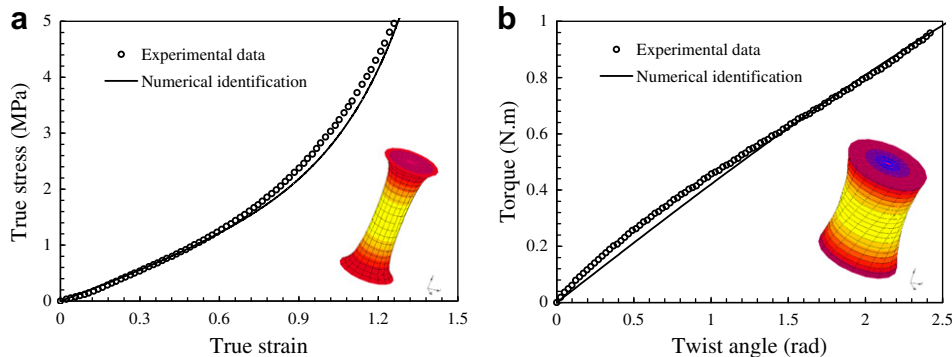 a
True stress (MPa)
5
4
3
2
1
0
Experimental data
Numerical identification
0 0.3 0.6 0.9 1.2 1.5
True strain
b
Torque (N.m)
1
0.8
0.6
0.4
0.2
0
Experimental data
Numerical identification
0 0.5 1 1.5 2 2.5
Twist angle (rad)